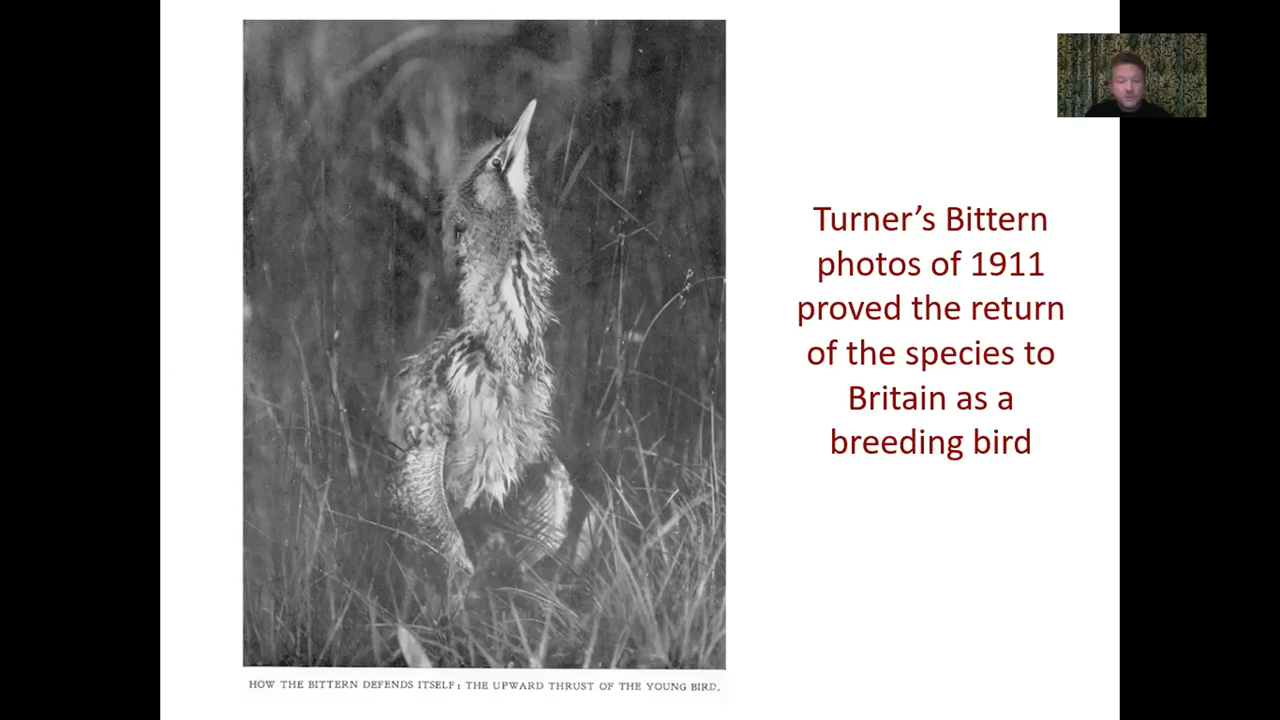 Turner’s Bittern
photos of 1911
proved the return
of the species to
Britain as a
breeding bird
HOW THE BITTERN DEFENDS ITSELF: THE UPWARD THRUST OF THE YOUNG BIRD.